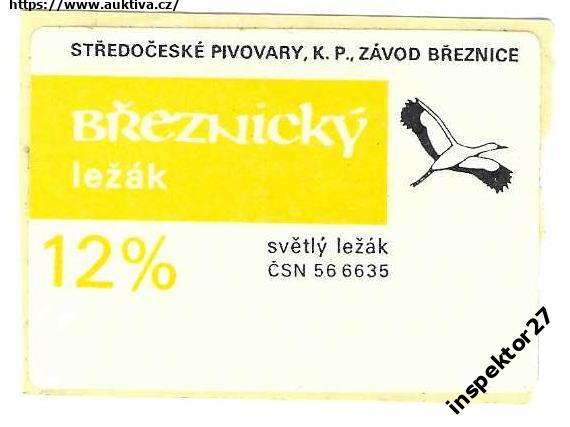 https://www.auktiva.cz/
STŘEDOČESKÉ PIVOVARY, K. P., ZÁVOD BŘEZNICE
BŘEZNICKÝ
ležák
12%
světlý ležák
ČSN 56 6635
inspektor27